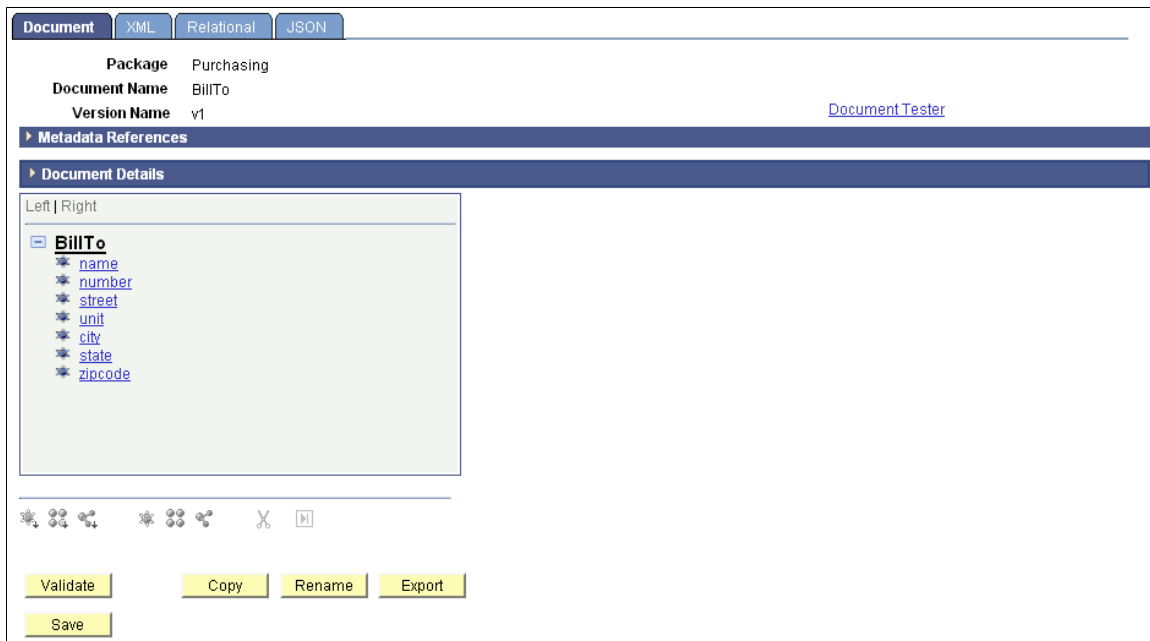 Document XML Relational JSON
Package Purchasing
Document Name BillTo
Version Name v1 Document Tester
Metadata References
Document Details
Left | Right
BillTo
name
number
street
unit
city
state
zipcode
Validate Copy Rename Export
Save